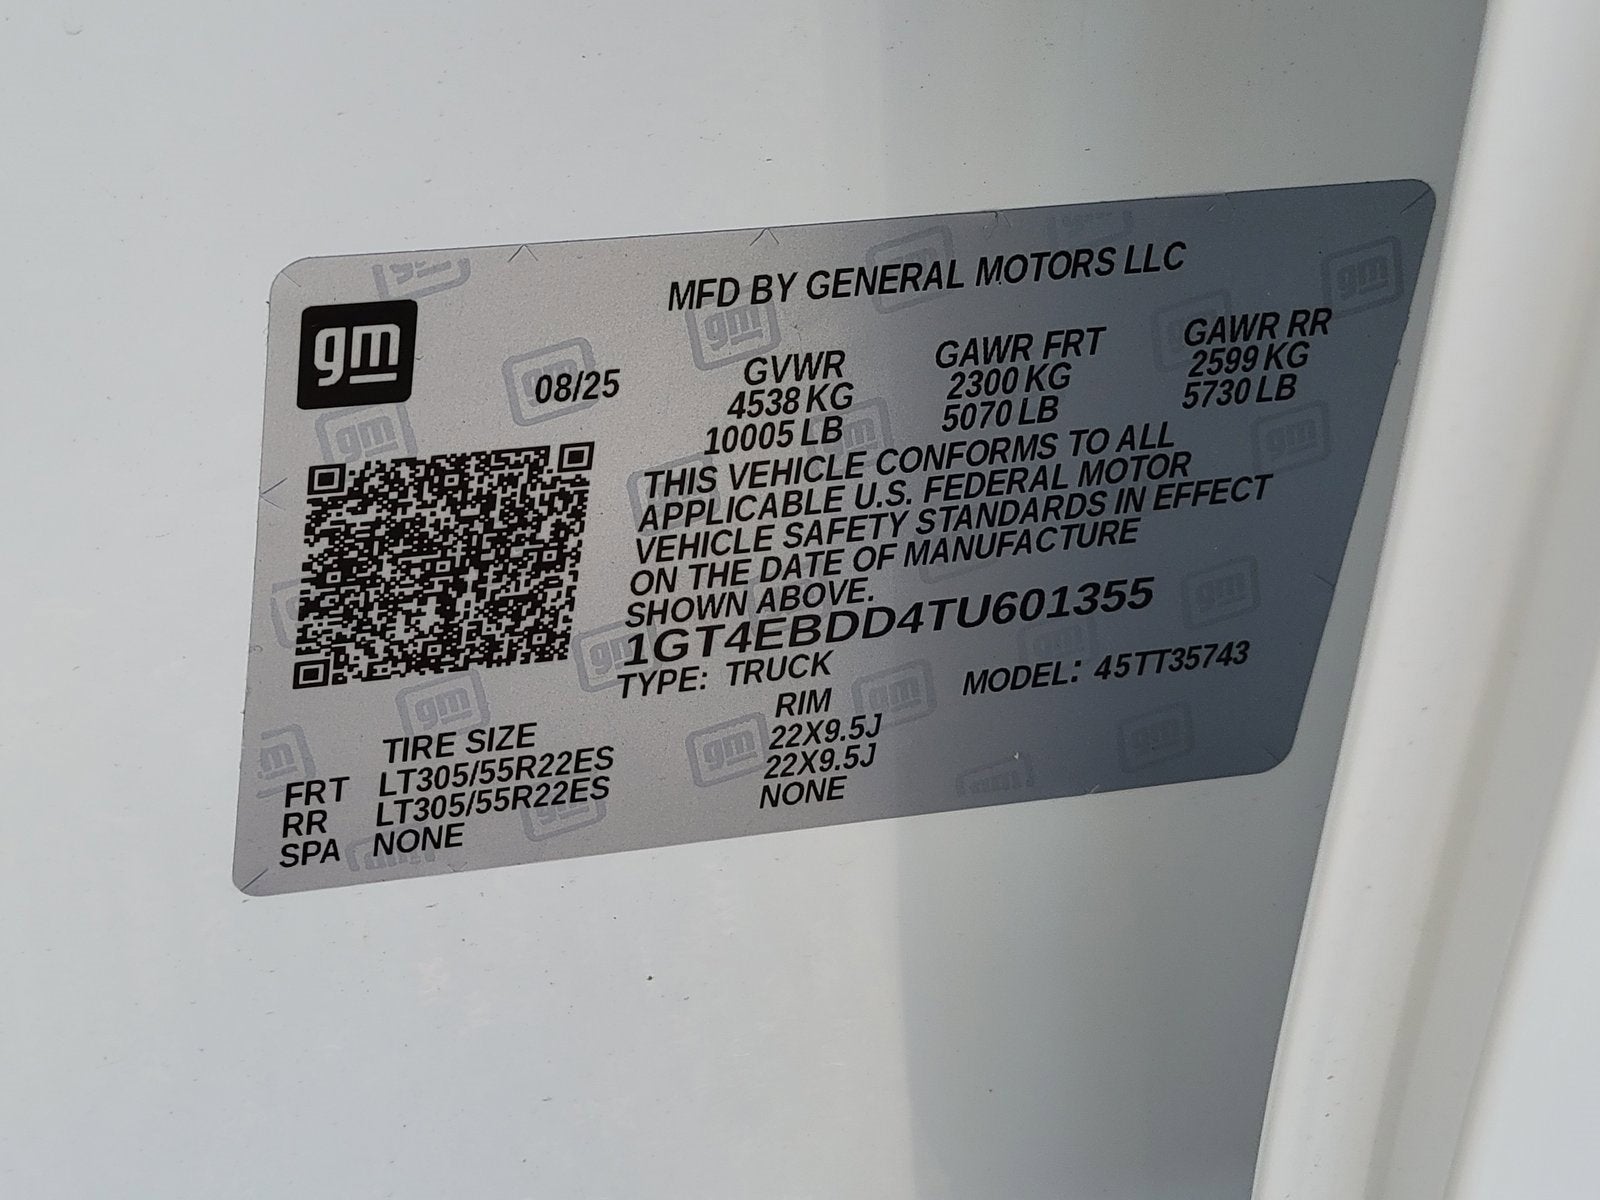 MFD BY GENERAL MOTORS LLC
gm
08/25
GVWR GAWR FRT GAWR RR
4538 KG 2300 KG 2599 KG
10005 LB 5070 LB 5730 LB
THIS VEHICLE CONFORMS TO ALL
APPLICABLE U.S. FEDERAL MOTOR
VEHICLE SAFETY STANDARDS IN EFFECT
ON THE DATE OF MANUFACTURE
SHOWN ABOVE.
1GT4EBDD4TU601355
TYPE: TRUCK MODEL: 45TT35743
TIRE SIZE RIM
FRT LT305/55R22ES 22X9.5J
RR LT305/55R22ES 22X9.5J
SPA NONE NONE